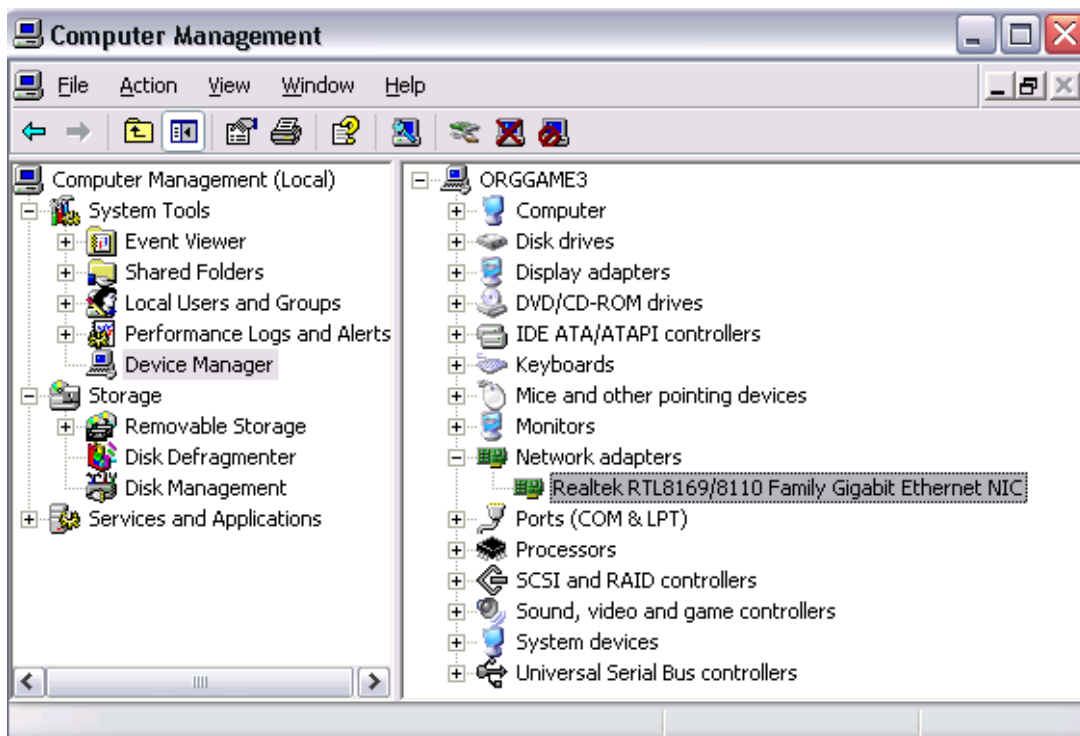 Computer Management
File Action View Window Help
Computer Management (Local)
System Tools
Event Viewer
Shared Folders
Local Users and Groups
Performance Logs and Alerts
Device Manager
Storage
Removable Storage
Disk Defragmenter
Disk Management
Services and Applications
ORGGAME3
Computer
Disk drives
Display adapters
DVD/CD-ROM drives
IDE ATA/ATAPI controllers
Keyboards
Mice and other pointing devices
Monitors
Network adapters
Realtek RTL8169/8110 Family Gigabit Ethernet NIC
Ports (COM & LPT)
Processors
SCSI and RAID controllers
Sound, video and game controllers
System devices
Universal Serial Bus controllers